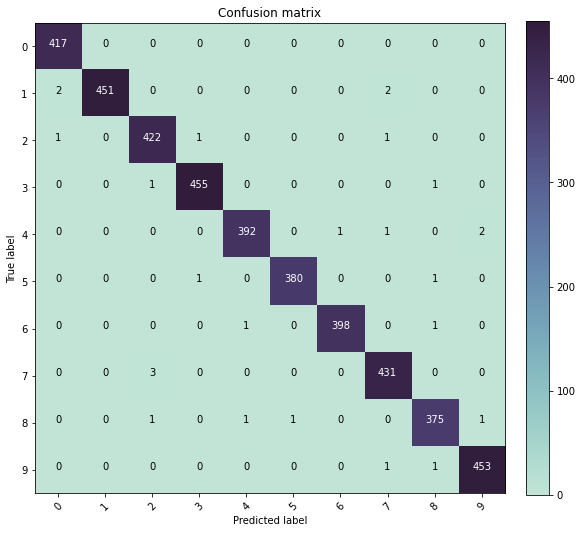 Confusion matrix
0 417 0 0 0 0 0 0 0 0 0
1 2 451 0 0 0 0 0 2 0 0
2 1 0 422 1 0 0 0 1 0 0
3 0 0 1 455 0 0 0 0 1 0
4 0 0 0 0 392 0 1 1 0 2
5 0 0 0 1 0 380 0 0 1 0
6 0 0 0 0 1 0 398 0 1 0
7 0 0 3 0 0 0 0 431 0 0
8 0 0 1 0 1 1 0 0 375 1
9 0 0 0 0 0 0 0 1 1 453
0 1 2 3 4 5 6 7 8 9
True label
Predicted label
400
300
200
100
0